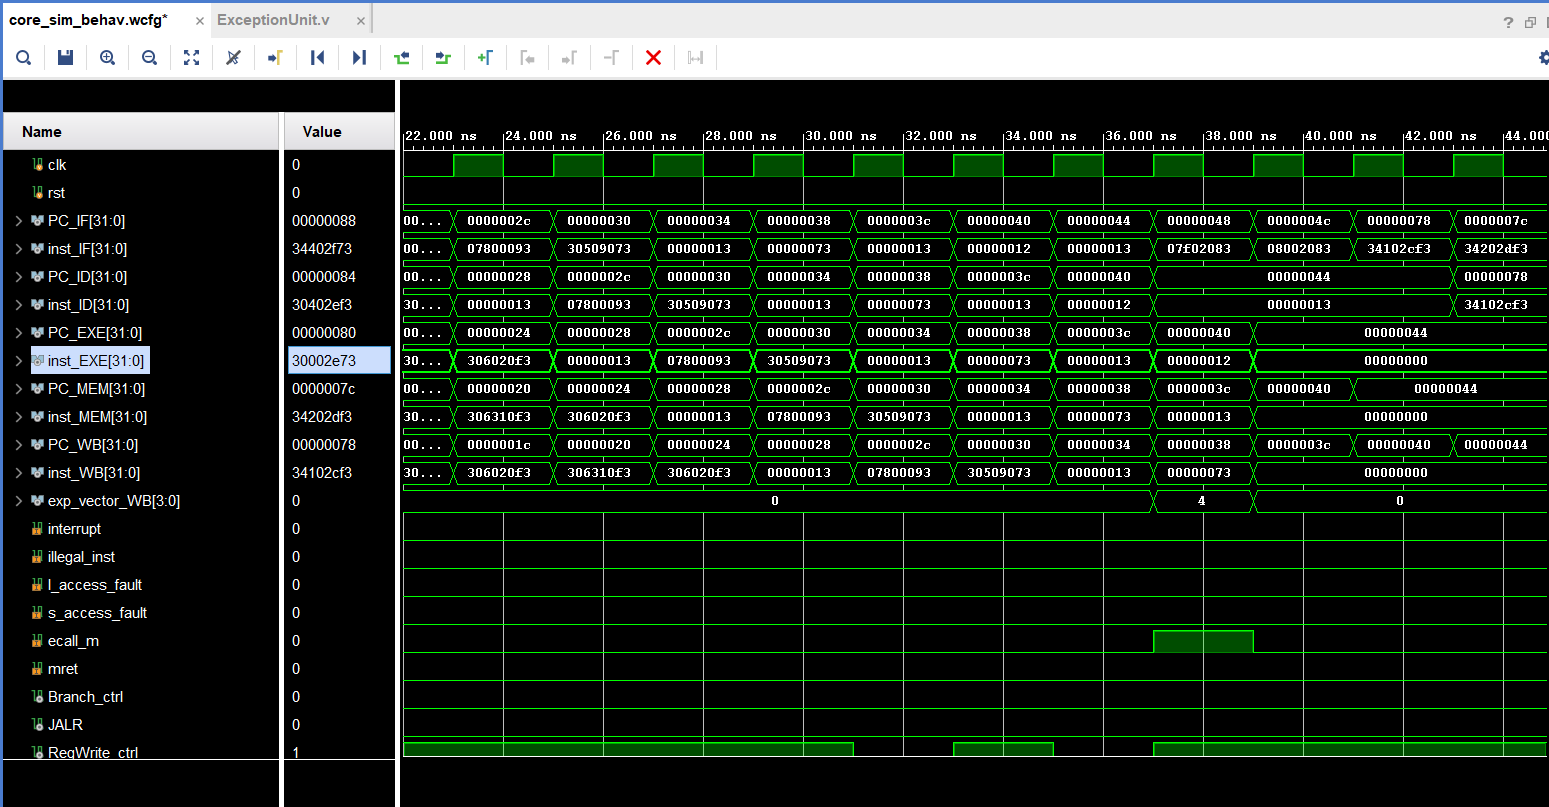 core_sim_behav.wcfg* × ExceptionUnit.v ×
?
Name Value
22.000 ns 24.000 ns 26.000 ns 28.000 ns 30.000 ns 32.000 ns 34.000 ns 36.000 ns 38.000 ns 40.000 ns 42.000 ns 44.000
clk 0
rst 0
PC_IF[31:0] 00000088 00... 0000002c 00000030 00000034 00000038 0000003c 00000040 00000044 00000048 0000004c 00000078 0000007c
inst_IF[31:0] 34402f73 00... 07800093 30509073 00000013 00000073 00000013 00000012 00000013 07f02083 08002083 34102cf3 34202df3
PC_ID[31:0] 00000084 00... 00000028 0000002c 00000030 00000034 00000038 0000003c 00000040 00000044 00000078
inst_ID[31:0] 30402ef3 30... 00000013 07800093 30509073 00000013 00000073 00000013 00000012 00000013 34102cf3
PC_EXE[31:0] 00000080 00... 00000024 00000028 0000002c 00000030 00000034 00000038 0000003c 00000040 00000044
inst_EXE[31:0] 30002e73 30... 306020f3 00000013 07800093 30509073 00000013 00000073 00000013 00000012 00000000
PC_MEM[31:0] 0000007c 00... 00000020 00000024 00000028 0000002c 00000030 00000034 00000038 0000003c 00000040 00000044
inst_MEM[31:0] 34202df3 30... 306310f3 306020f3 00000013 07800093 30509073 00000013 00000073 00000013 00000000
PC_WB[31:0] 00000078 00... 0000001c 00000020 00000024 00000028 0000002c 00000030 00000034 00000038 0000003c 00000040 00000044
inst_WB[31:0] 34102cf3 30... 306020f3 306310f3 306020f3 00000013 07800093 30509073 00000013 00000073 00000000
exp_vector_WB[3:0] 0 0 4 0
interrupt 0
illegal_inst 0
l_access_fault 0
s_access_fault 0
ecall_m 0
mret 0
Branch_ctrl 0
JALR 0
RegWrite_ctrl 1